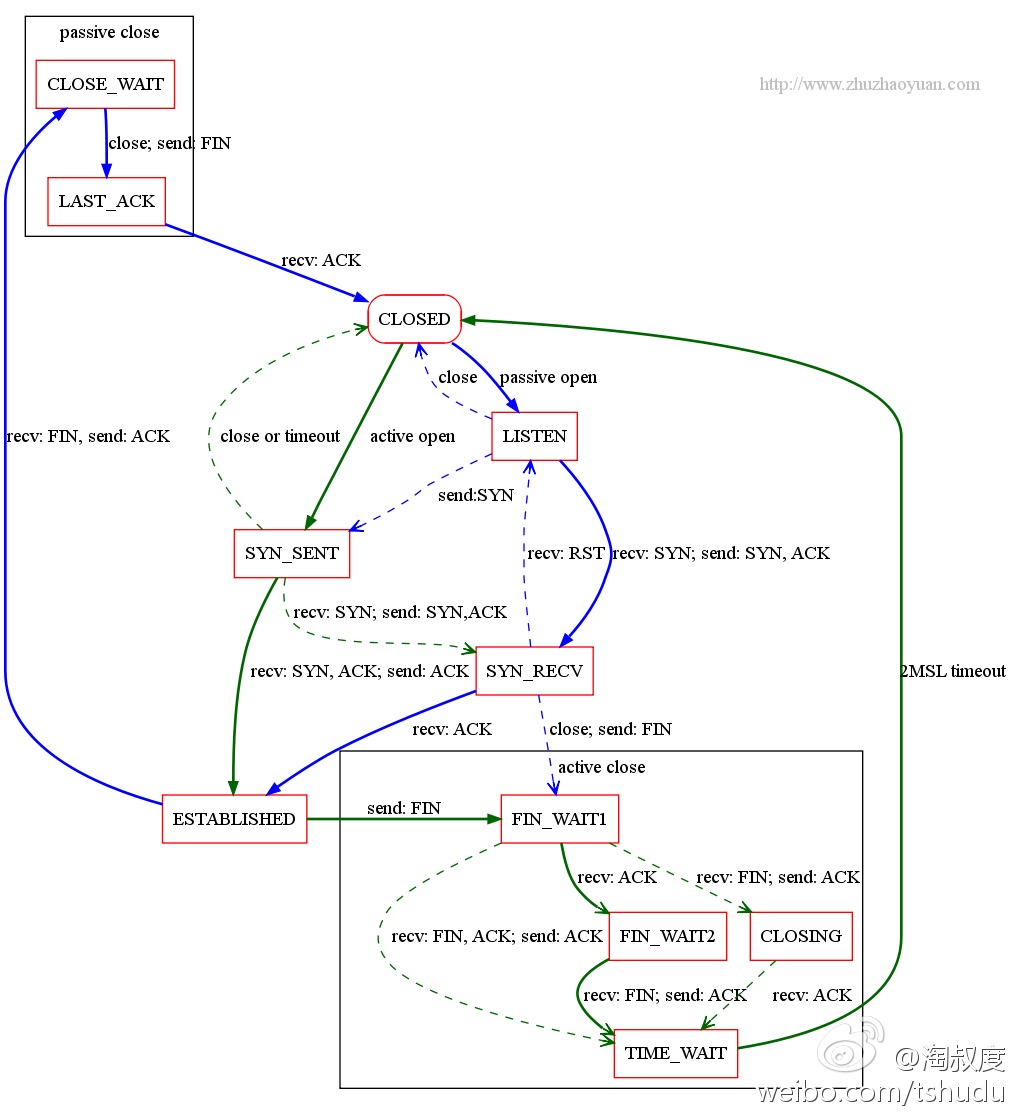 passive close
CLOSE_WAIT
http://www.zhuzhaoyuan.com
close; send: FIN
LAST_ACK
recv: ACK
CLOSED
close
passive open
recv: FIN, send: ACK
close or timeout
active open
LISTEN
send:SYN
SYN_SENT
recv: RST
recv: SYN; send: SYN, ACK
recv: SYN; send: SYN,ACK
recv: SYN, ACK; send: ACK
SYN_RECV
2MSL timeout
recv: ACK
close; send: FIN
active close
send: FIN
ESTABLISHED
FIN_WAIT1
recv: ACK
recv: FIN; send: ACK
recv: FIN, ACK; send: ACK
FIN_WAIT2
CLOSING
recv: FIN; send: ACK
recv: ACK
TIME_WAIT
@淘叔度
weibo.com/tshudu